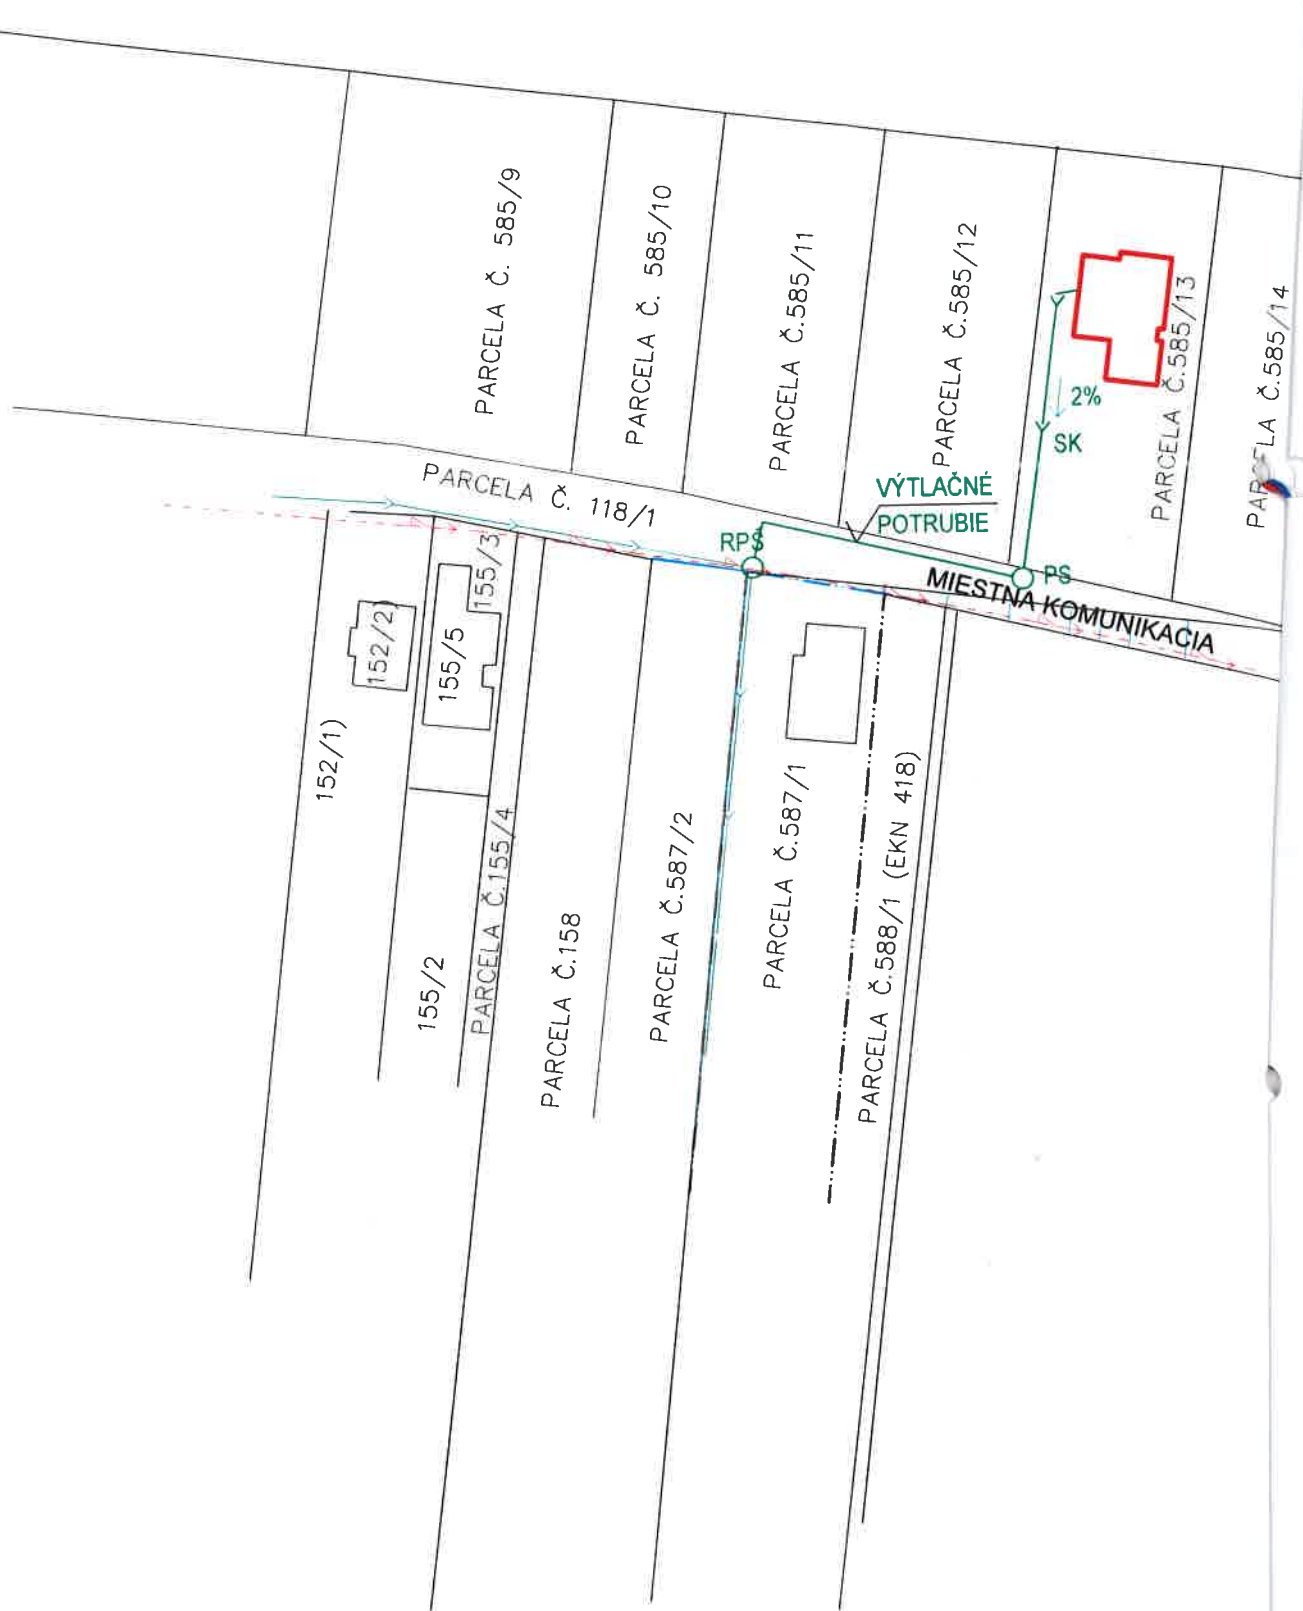 PARCELA Č. 585/9
PARCELA Č. 585/10
PARCELA Č.585/11
PARCELA Č.585/12
PARCELA Č.585/13
PARCELA Č.585/14
2%
SK
PARCELA Č. 118/1
VÝTLAČNÉ
POTRUBIE
RPŠ
PS
MIESTNA KOMUNIKACIA
155/3
152/2)
155/5
152/1)
155/2
PARCELA Č.155/4
PARCELA Č.158
PARCELA Č.587/2
PARCELA Č.587/1
PARCELA Č.588/1 (EKN 418)